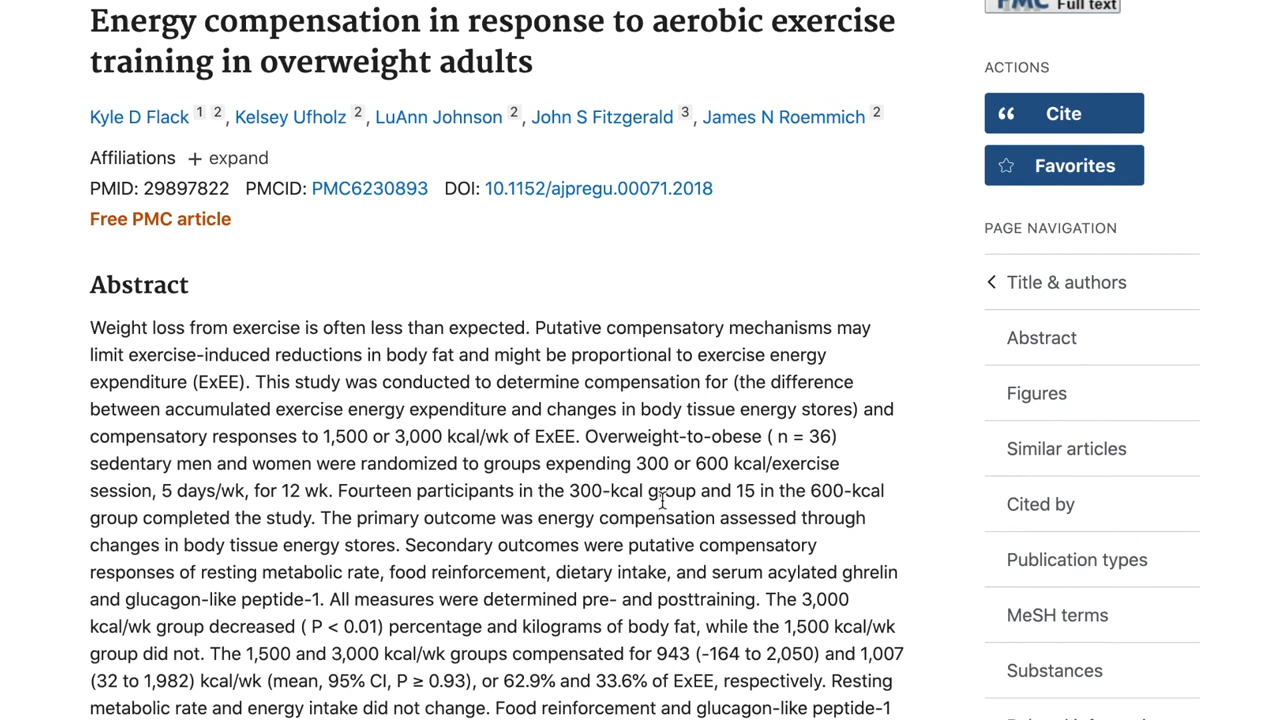 Energy compensation in response to aerobic exercise
training in overweight adults
Kyle D Flack 1 2, Kelsey Ufholz 2, LuAnn Johnson 2, John S Fitzgerald 3, James N Roemmich 2
Affiliations + expand
PMID: 29897822 PMCID: PMC6230893 DOI: 10.1152/ajpregu.00071.2018
Free PMC article
Abstract
Weight loss from exercise is often less than expected. Putative compensatory mechanisms may
limit exercise-induced reductions in body fat and might be proportional to exercise energy
expenditure (ExEE). This study was conducted to determine compensation for (the difference
between accumulated exercise energy expenditure and changes in body tissue energy stores) and
compensatory responses to 1,500 or 3,000 kcal/wk of ExEE. Overweight-to-obese ( n = 36)
sedentary men and women were randomized to groups expending 300 or 600 kcal/exercise
session, 5 days/wk, for 12 wk. Fourteen participants in the 300-kcal group and 15 in the 600-kcal
group completed the study. The primary outcome was energy compensation assessed through
changes in body tissue energy stores. Secondary outcomes were putative compensatory
responses of resting metabolic rate, food reinforcement, dietary intake, and serum acylated ghrelin
and glucagon-like peptide-1. All measures were determined pre- and posttraining. The 3,000
kcal/wk group decreased ( P < 0.01) percentage and kilograms of body fat, while the 1,500 kcal/wk
group did not. The 1,500 and 3,000 kcal/wk groups compensated for 943 (-164 to 2,050) and 1,007
(32 to 1,982) kcal/wk (mean, 95% CI, P ≥ 0.93), or 62.9% and 33.6% of ExEE, respectively. Resting
metabolic rate and energy intake did not change. Food reinforcement and glucagon-like peptide-1
PMC Full text
ACTIONS
Cite
Favorites
PAGE NAVIGATION
Title & authors
Abstract
Figures
Similar articles
Cited by
Publication types
MeSH terms
Substances